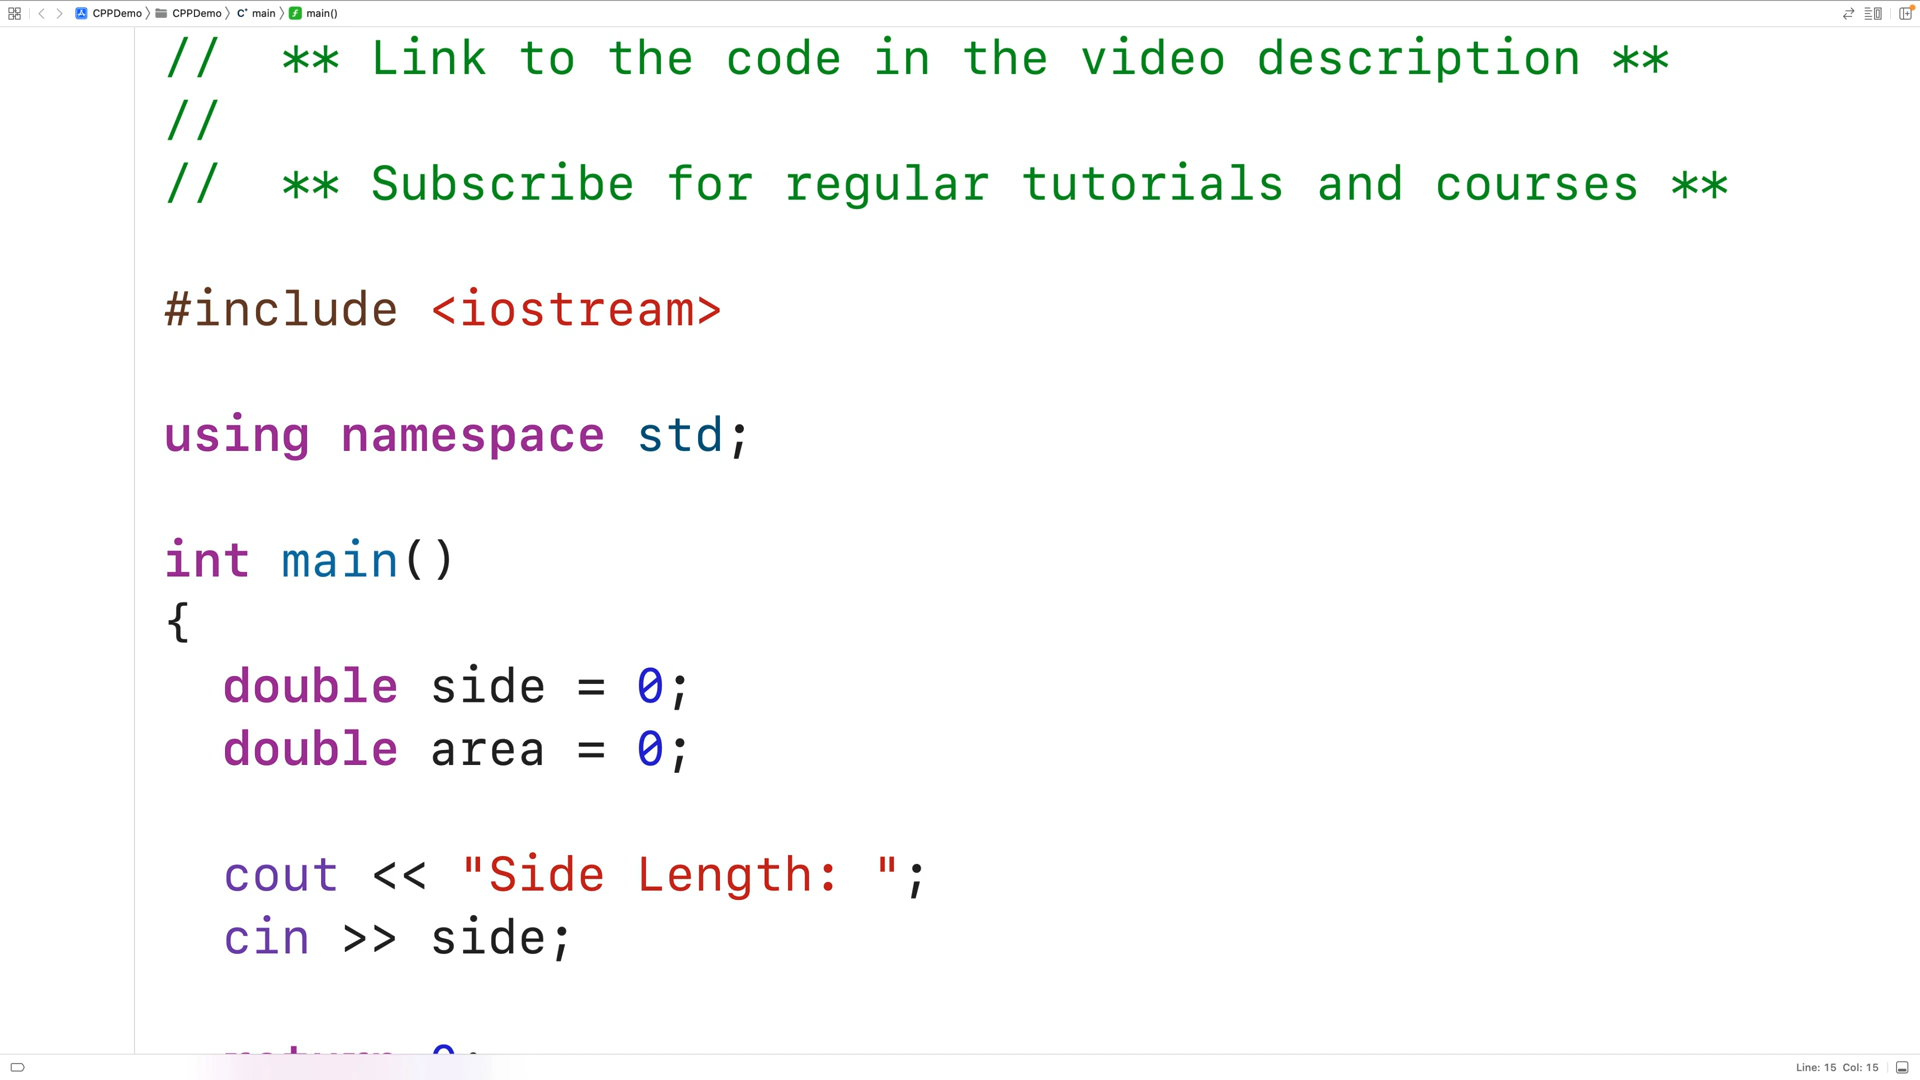 CPPDemo CPPDemo C+ main f main()
// ** Link to the code in the video description **
//
// ** Subscribe for regular tutorials and courses **
#include <iostream>
using namespace std;
int main()
{
double side = 0;
double area = 0;
cout << "Side Length: ";
cin >> side;
return 0;
Line: 15 Col: 15